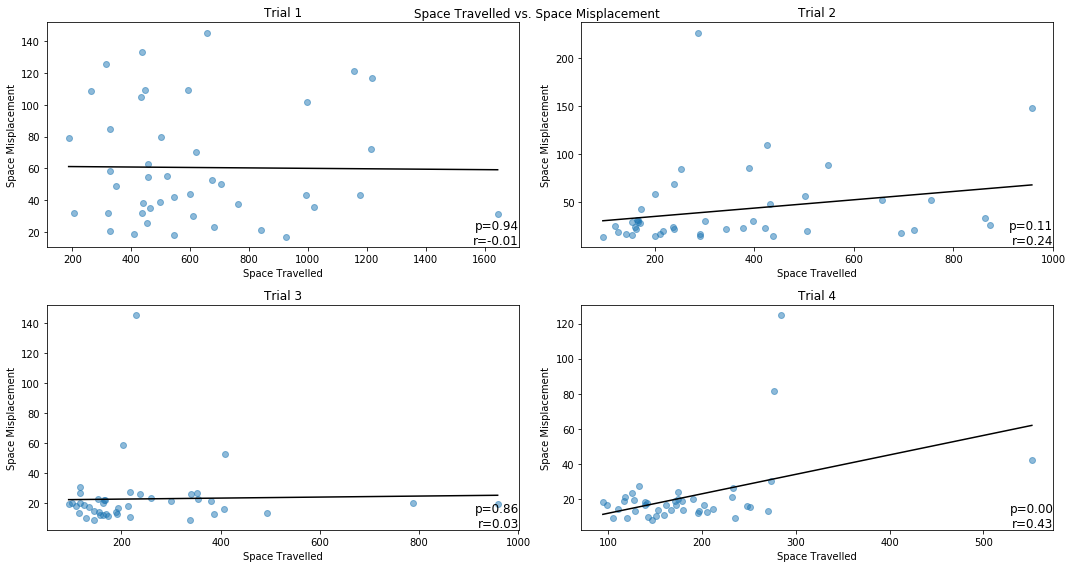 Space Travelled vs. Space Misplacement
Trial 1
Space Misplacement
140
120
100
80
60
40
20
200
400
600
800
1000
1200
1400
1600
Space Travelled
p=0.94
r=-0.01
Trial 2
Space Misplacement
200
150
100
50
200
400
600
800
1000
Space Travelled
p=0.11
r=0.24
Trial 3
Space Misplacement
140
120
100
80
60
40
20
200
400
600
800
1000
Space Travelled
p=0.86
r=0.03
Trial 4
Space Misplacement
120
100
80
60
40
20
100
200
300
400
500
Space Travelled
p=0.00
r=0.43